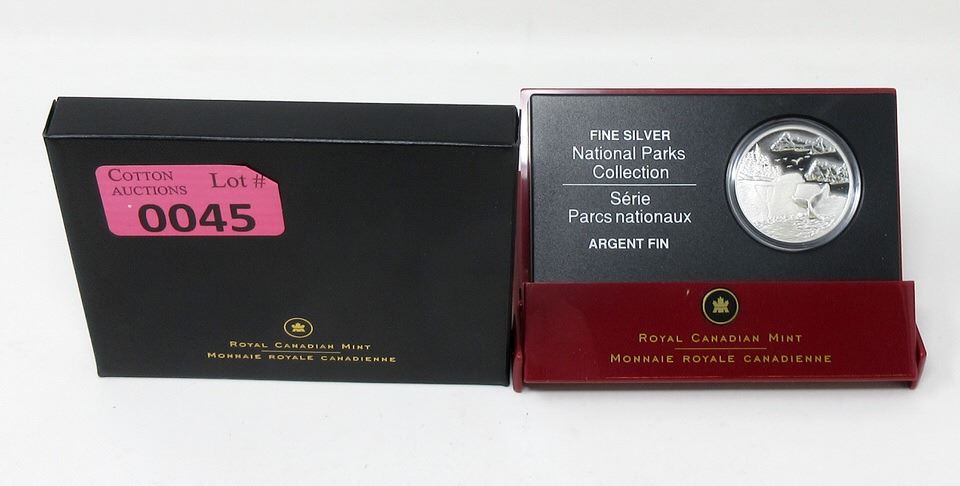 COTTON
AUCTIONS
Lot #
0045
ROYAL CANADIAN MINT
MONNAIE ROYALE CANADIENNE
FINE SILVER
National Parks
Collection
Série
Parcs nationaux
ARGENT FIN
ROYAL CANADIAN MINT
MONNAIE ROYALE CANADIENNE